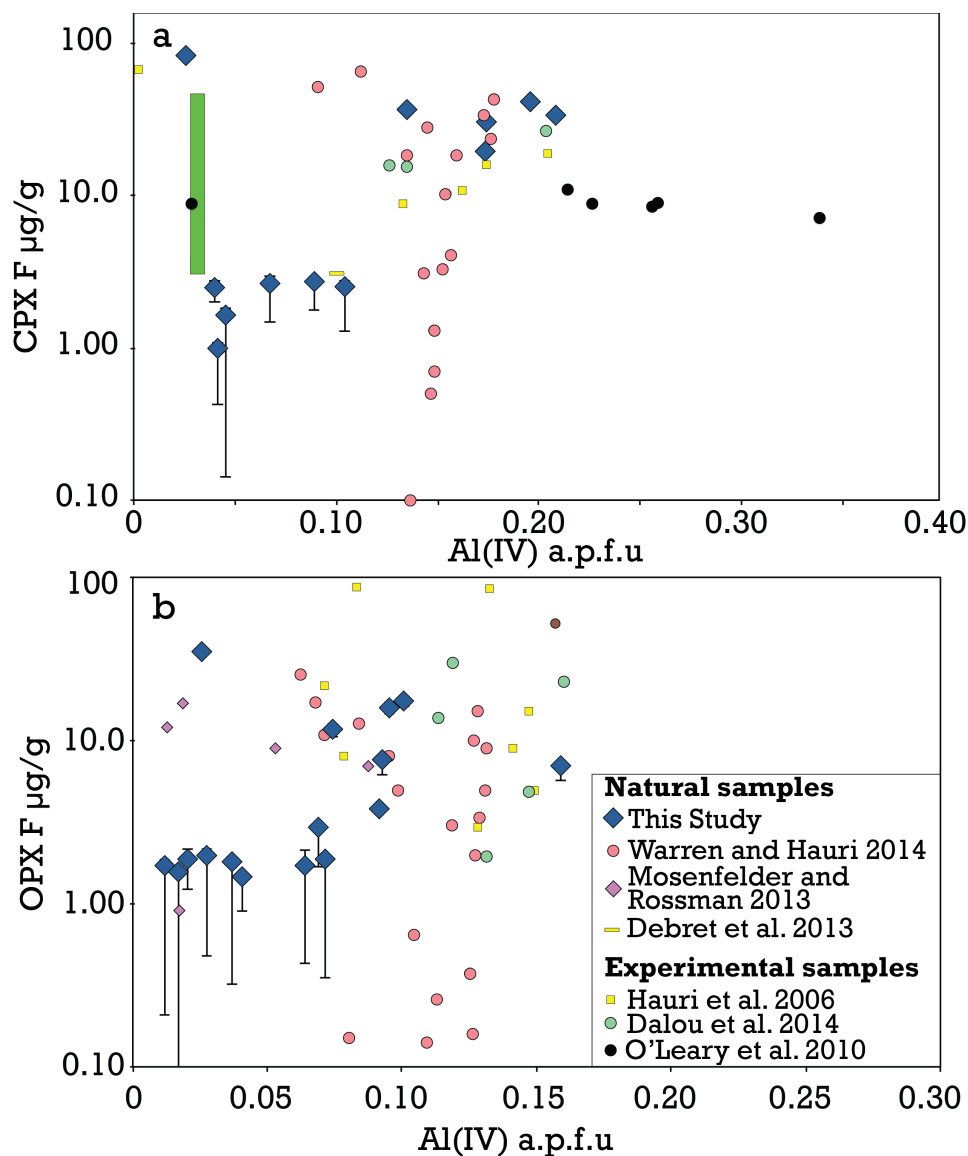 a
100
10.0
1.00
0.10
CPX F µg/g
0
0.10
0.20
0.30
0.40
Al(IV) a.p.f.u
b
100
10.0
1.00
0.10
OPX F µg/g
0
0.05
0.10
0.15
0.20
0.25
0.30
Al(IV) a.p.f.u
Natural samples
This Study
Warren and Hauri 2014
Mosenfelder and
Rossman 2013
Debret et al. 2013
Experimental samples
Hauri et al. 2006
Dalou et al. 2014
O'Leary et al. 2010